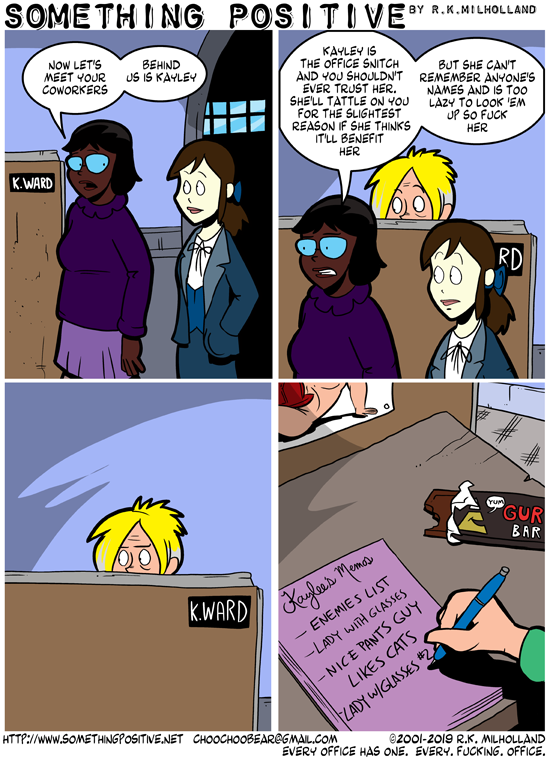 SOMETHING POSITIVE BY R.K.MILHOLLAND
NOW LET'S
MEET YOUR
COWORKERS
BEHIND
US IS KAYLEY
K.WARD
KAYLEY IS
THE OFFICE SNITCH
AND YOU SHOULDN'T
EVER TRUST HER.
SHE'LL TATTLE ON YOU
FOR THE SLIGHTEST
REASON IF SHE THINKS
IT'LL BENEFIT
HER
BUT SHE CAN'T
REMEMBER ANYONE'S
NAMES AND IS TOO
LAZY TO LOOK 'EM
UP SO FUCK
HER
RD
K.WARD
YUM
GUR
BAR
Kaylee's Memos
- ENEMIES LIST
- LADY WITH GLASSES
- NICE PANTS GUY
LIKES CATS
- LADY W/GLASSES #2
HTTP://WWW.SOMETHINGPOSITIVE.NET CHOOCHOOBEAR@GMAIL.COM ©2001-2019 R.K. MILHOLLAND
EVERY OFFICE HAS ONE. EVERY. FUCKING. OFFICE.